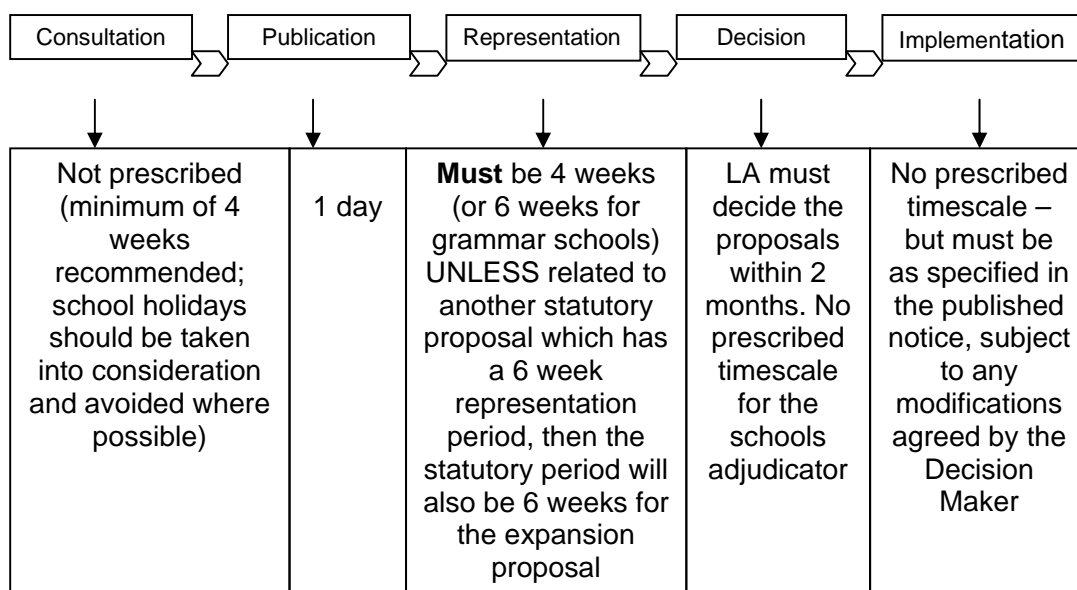 Consultation
Publication
Representation
Decision
Implementation
Not prescribed
(minimum of 4
weeks
recommended;
school holidays
should be taken
into consideration
and avoided where
possible)
1 day
Must be 4 weeks
(or 6 weeks for
grammar schools)
UNLESS related to
another statutory
proposal which has
a 6 week
representation
period, then the
statutory period will
also be 6 weeks for
the expansion
proposal
LA must
decide the
proposals
within 2
months. No
prescribed
timescale
for the
schools
adjudicator
No prescribed
timescale –
but must be
as specified in
the published
notice, subject
to any
modifications
agreed by the
Decision
Maker